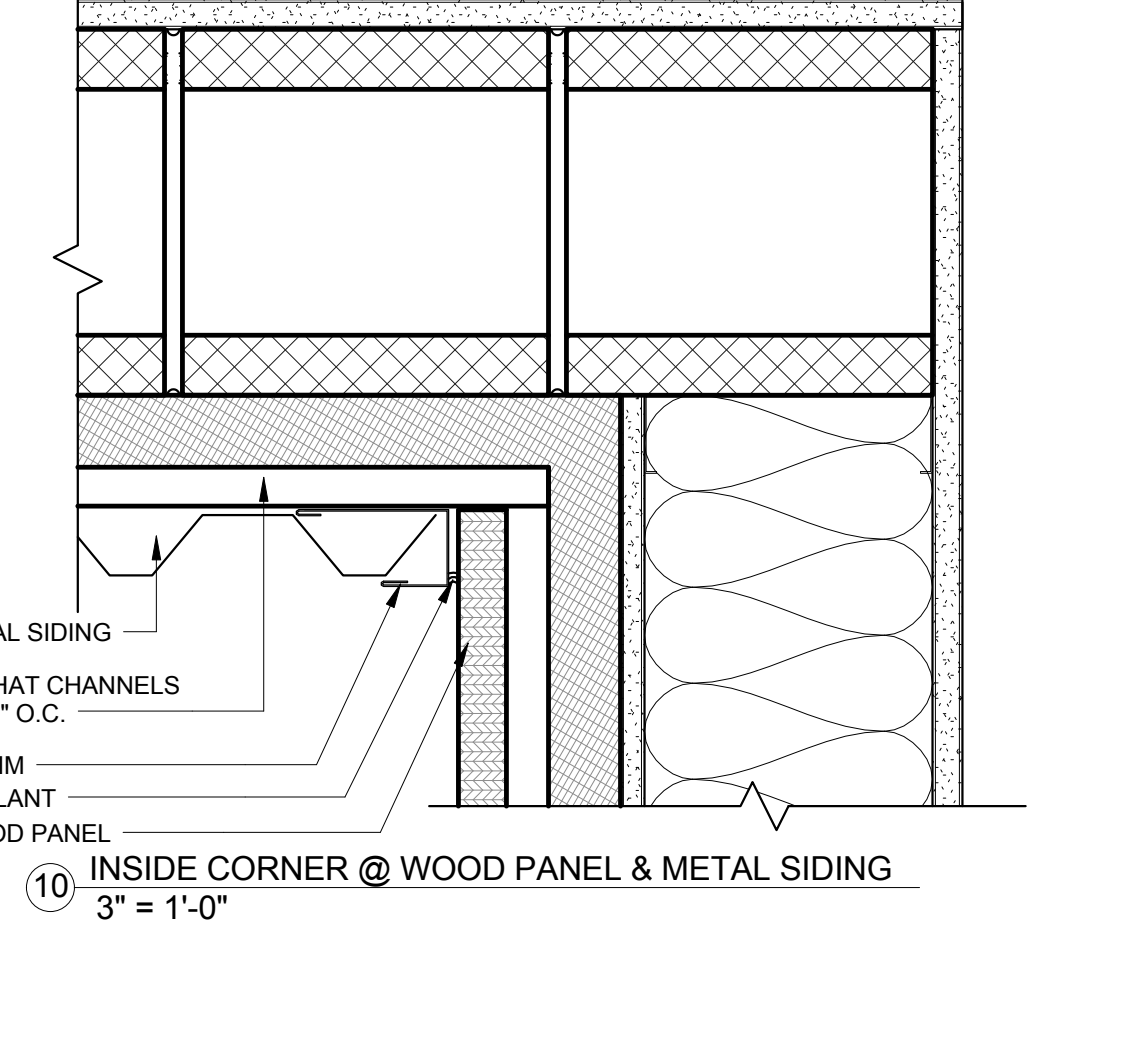 AL SIDING
HAT CHANNELS
" O.C.
IM
LANT
OD PANEL
10
INSIDE CORNER @ WOOD PANEL & METAL SIDING
3" = 1'-0"